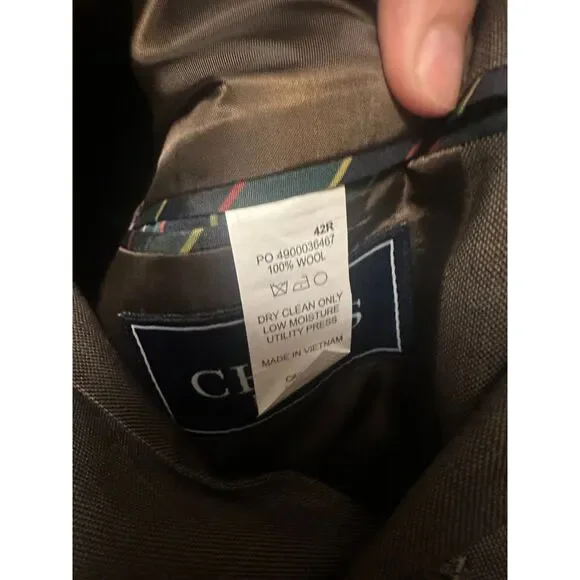 42R
PO 4900036467
100% WOOL
DRY CLEAN ONLY
LOW MOISTURE
UTILITY PRESS
MADE IN VIETNAM